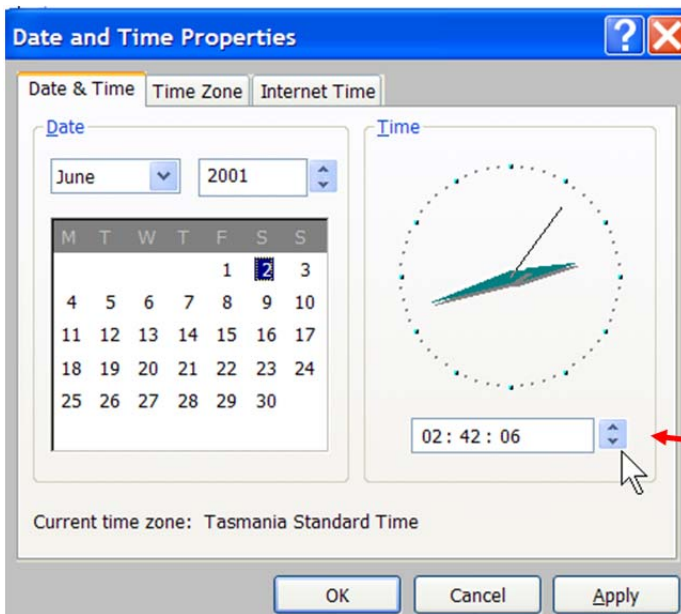 Date and Time Properties
Date & Time Time Zone Internet Time
Date
June 2001
M T W T F S S
1 2 3
4 5 6 7 8 9 10
11 12 13 14 15 16 17
18 19 20 21 22 23 24
25 26 27 28 29 30
Time
02: 42: 06
Current time zone: Tasmania Standard Time
OK Cancel Apply